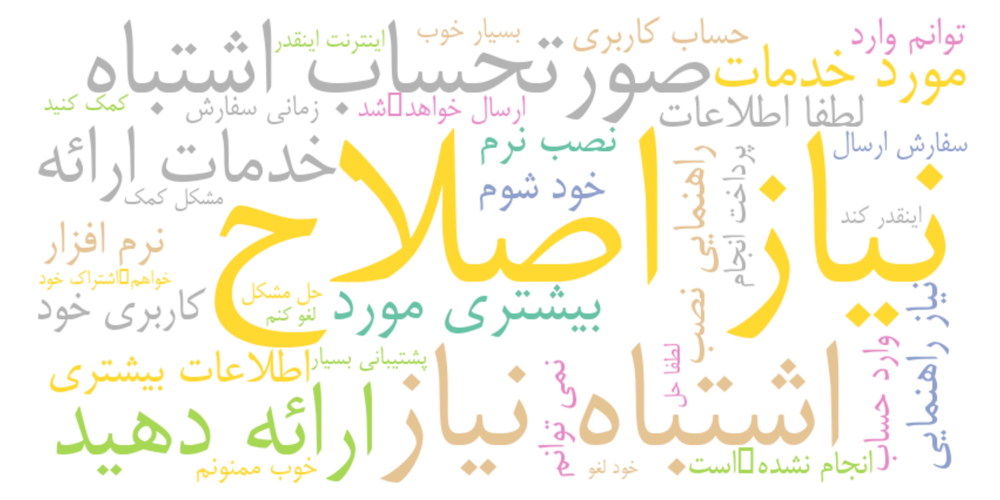 توانم وارد
حساب کاربری
بسیار خوب
اینترنت اینقدر
مورد خدمات
صورتحساب اشتباه
لطفا اطلاعات
ارسال خواهد□شد
زمانی سفارش
کمک کنید
سفارش ارسال
نیاز اصلاح
نصب نرم
خدمات ارائه
خود شوم
مشکل کمک
پرداخت انجام
راهنمایی نصب
اینقدر کند
نرم افزار
خواهم□اشتراک خود
کاربری خود
حل مشکل
لغو کنم
بیشتری مورد
نیاز راهنمایی
وارد حساب
لطفا حل
پشتیبانی بسیار
اطلاعات بیشتری
اشتباه نیاز
نمی توانم
ارائه دهید
انجام نشده□است
خود لغو
خوب ممنونم